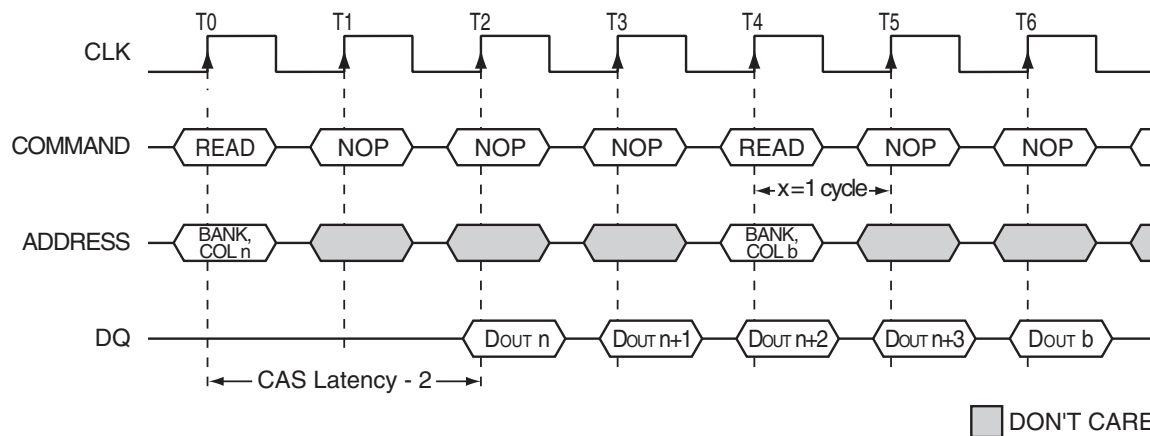 T0 T1 T2 T3 T4 T5 T6
CLK
COMMAND READ NOP NOP NOP READ NOP NOP
x=1 cycle
ADDRESS BANK, COL n BANK, COL b
DQ DOUT n DOUT n+1 DOUT n+2 DOUT n+3 DOUT b
CAS Latency - 2
DON'T CARE